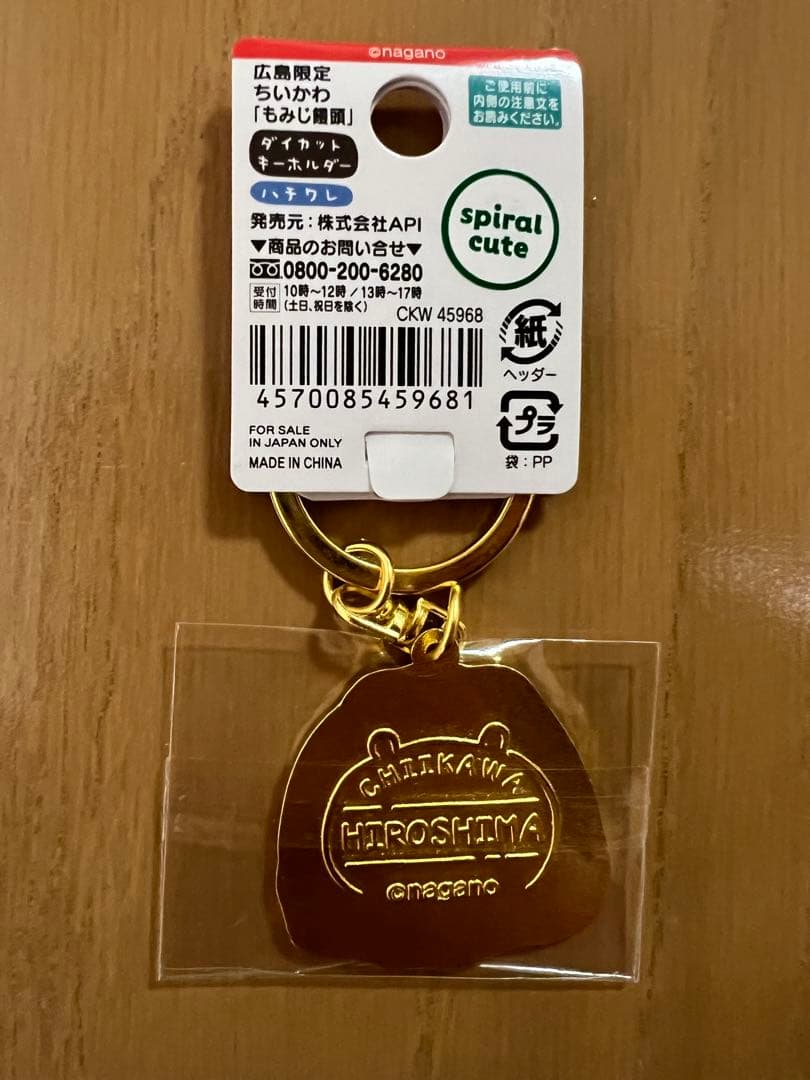 ©nagano
広島限定
ちいかわ
「もみじ饅頭」
ダイカット
キーホルダー
ハチワレ
ご使用前に
内側の注意文を
お読みください。
spiral
cute
発売元：株式会社API
▼商品のお問い合せ▼
0800-200-6280
受付
時間
10時〜12時／13時〜17時
（土日、祝日を除く）
CKW 45968
4570085459681
FOR SALE
IN JAPAN ONLY
MADE IN CHINA
紙
ヘッダー
プラ
袋：PP
CHIIKAWA
HIROSHIMA
©nagano